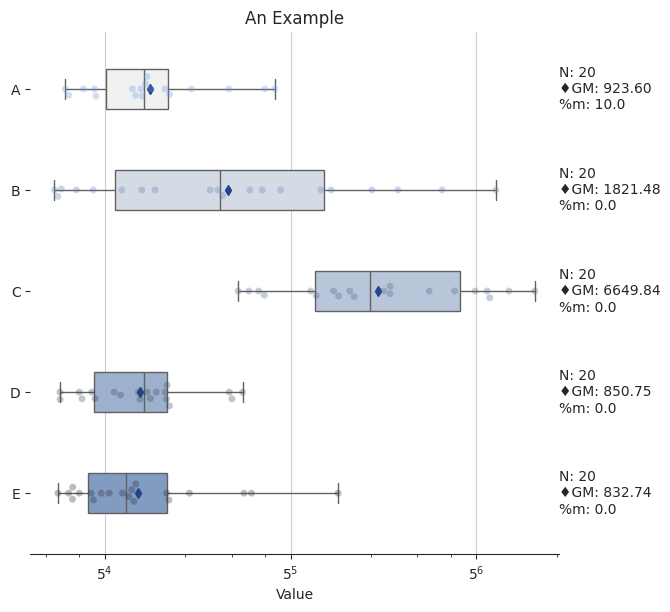 An Example
A
N: 20
♦GM: 923.60
%m: 10.0
B
N: 20
♦GM: 1821.48
%m: 0.0
C
N: 20
♦GM: 6649.84
%m: 0.0
D
N: 20
♦GM: 850.75
%m: 0.0
E
N: 20
♦GM: 832.74
%m: 0.0
5⁴ 5⁵ 5⁶
Value